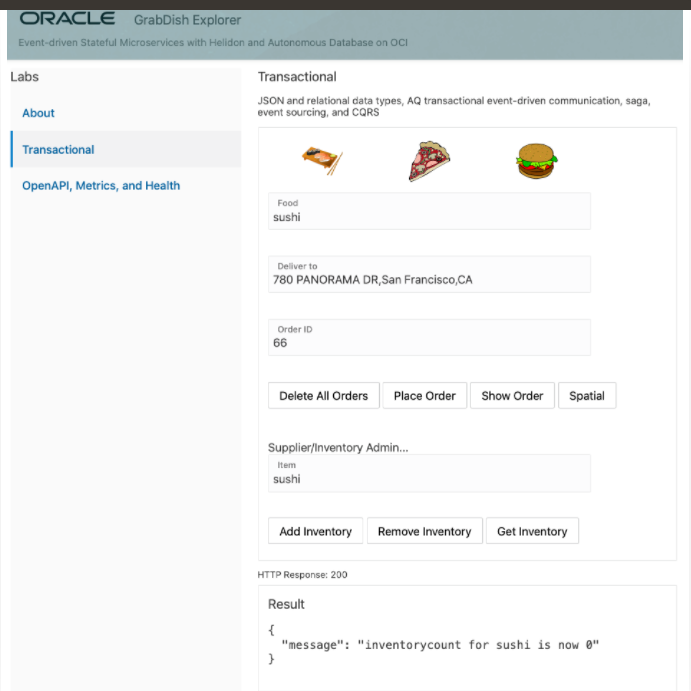 ORACLE GrabDish Explorer
Event-driven Stateful Microservices with Helidon and Autonomous Database on OCI
Labs
About
Transactional
OpenAPI, Metrics, and Health
Transactional
JSON and relational data types, AQ transactional event-driven communication, saga,
event sourcing, and CQRS
Food
sushi
Deliver to
780 PANORAMA DR,San Francisco,CA
Order ID
66
Delete All Orders Place Order Show Order Spatial
Supplier/Inventory Admin...
Item
sushi
Add Inventory Remove Inventory Get Inventory
HTTP Response: 200
Result
{
"message": "inventorycount for sushi is now 0"
}